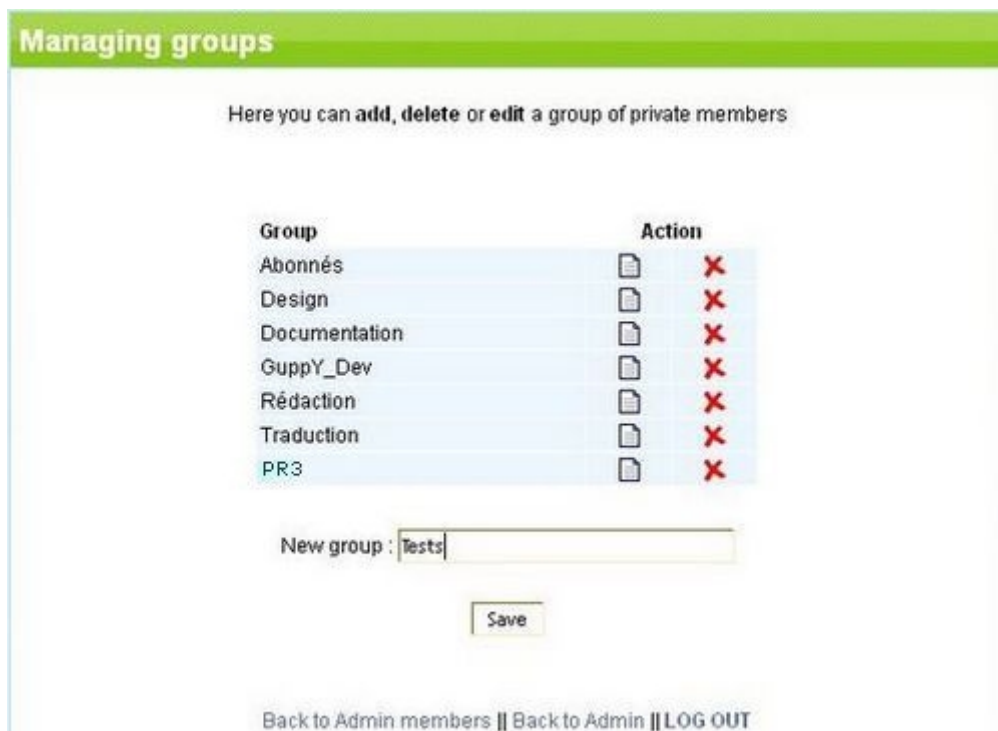 Managing groups
Here you can add, delete or edit a group of private members
Group Action
Abonnés
Design
Documentation
GuppY_Dev
Rédaction
Traduction
PR3
New group : Tests
Save
Back to Admin members || Back to Admin || LOG OUT